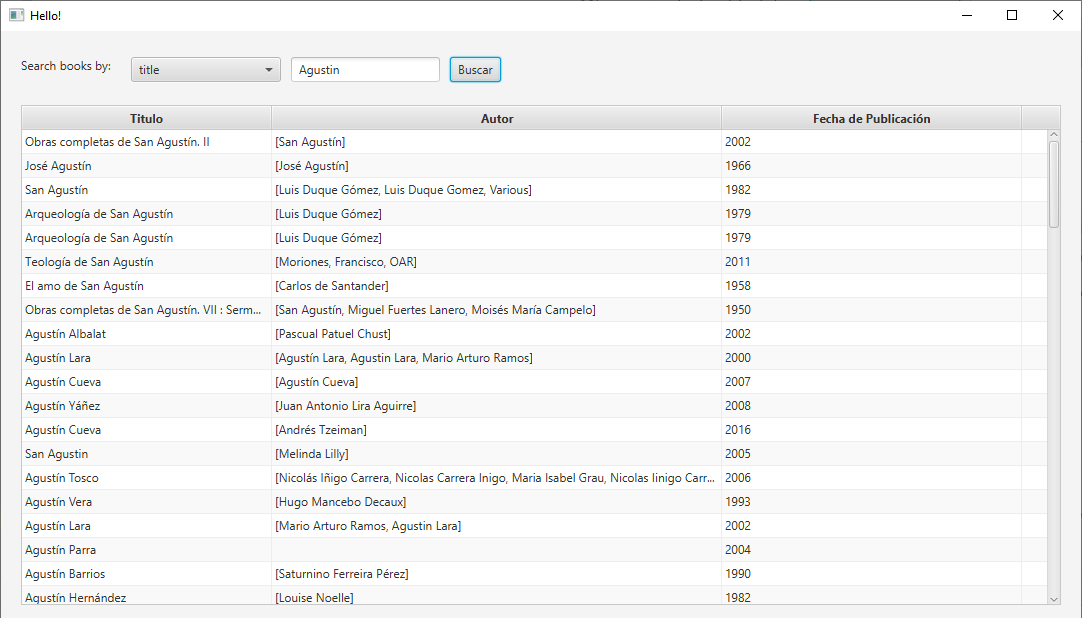 Hello!
Search books by: title Agustin Buscar
Titulo Autor Fecha de Publicación
Obras completas de San Agustín. II [San Agustín] 2002
José Agustín [José Agustín] 1966
San Agustín [Luis Duque Gómez, Luis Duque Gomez, Various] 1982
Arqueología de San Agustín [Luis Duque Gómez] 1979
Arqueología de San Agustín [Luis Duque Gómez] 1979
Teología de San Agustín [Moriones, Francisco, OAR] 2011
El amo de San Agustín [Carlos de Santander] 1958
Obras completas de San Agustín. VII : Serm... [San Agustín, Miguel Fuertes Lanero, Moisés María Campelo] 1950
Agustín Albalat [Pascual Patuel Chust] 2002
Agustín Lara [Agustín Lara, Agustin Lara, Mario Arturo Ramos] 2000
Agustín Cueva [Agustín Cueva] 2007
Agustín Yáñez [Juan Antonio Lira Aguirre] 2008
Agustín Cueva [Andrés Tzeiman] 2016
San Agustin [Melinda Lilly] 2005
Agustín Tosco [Nicolás Iñigo Carrera, Nicolas Carrera Inigo, Maria Isabel Grau, Nicolas Iinigo Carr... 2006
Agustín Vera [Hugo Mancebo Decaux] 1993
Agustín Lara [Mario Arturo Ramos, Agustin Lara] 2002
Agustín Parra 2004
Agustín Barrios [Saturnino Ferreira Pérez] 1990
Agustín Hernández [Louise Noelle] 1982